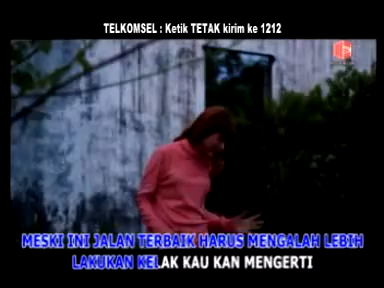 TELKOMSEL : Ketik TETAK kirim ke 1212
MESKI INI JALAN TERBAIK HARUS MENGALAH LEBIH
LAKUKAN KELAK KAU KAN MENGERTI